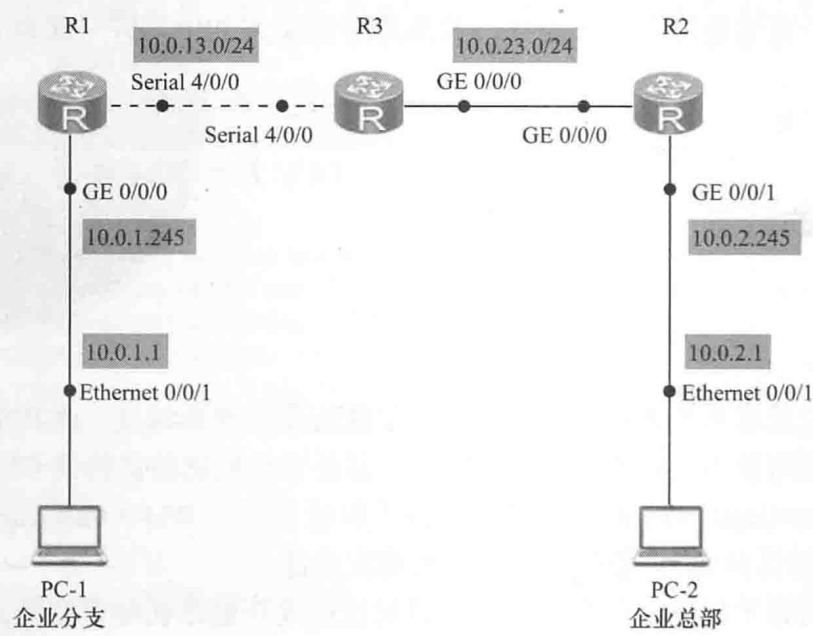 R1
R3
R2
10.0.13.0/24
10.0.23.0/24
Serial 4/0/0
GE 0/0/0
Serial 4/0/0
GE 0/0/0
R
R
R
GE 0/0/0
GE 0/0/1
10.0.1.245
10.0.2.245
10.0.1.1
10.0.2.1
Ethernet 0/0/1
Ethernet 0/0/1
PC-1
PC-2
企业分支
企业总部